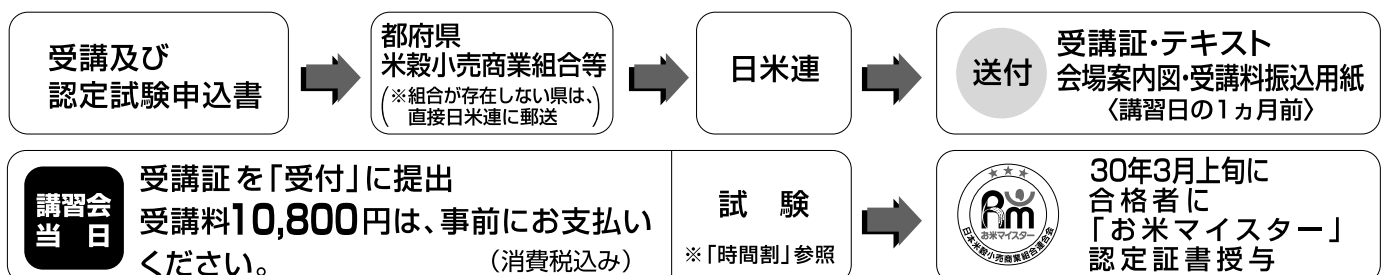 受講及び
認定試験申込書
都府県
米穀小売商業組合等
(※組合が存在しない県は、
直接日米連に郵送)
日米連
送付
受講証・テキスト
会場案内図・受講料振込用紙
〈講習日の1ヵ月前〉
講習会
当日
受講証を「受付」に提出
受講料10,800円は、事前にお支払い
ください。 (消費税込み)
試験
※「時間割」参照
Rm
お米マイスター
日本米穀小売商業組合連合会
30年3月上旬に
合格者に
「お米マイスター」
認定証書授与